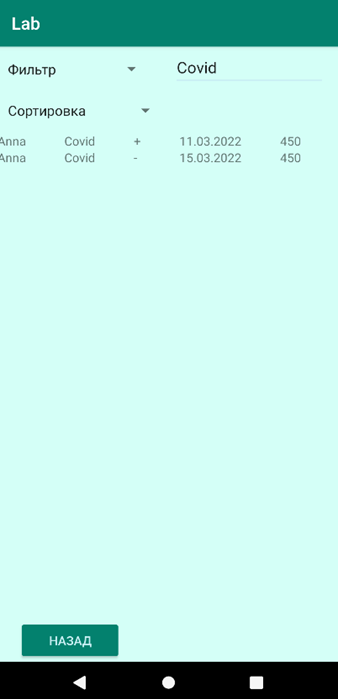 Lab
Фильтр Covid
Сортировка
Anna Covid + 11.03.2022 450
Anna Covid - 15.03.2022 450
НАЗАД